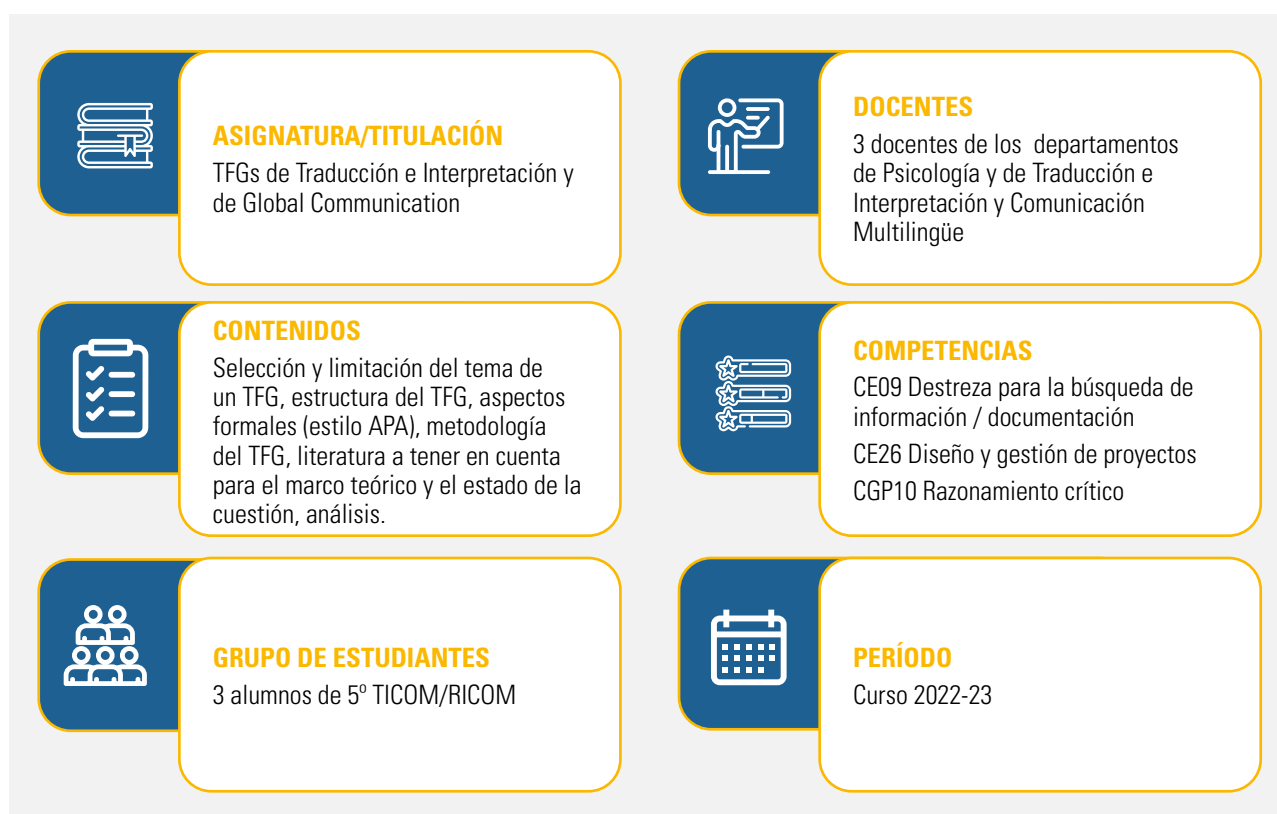 ASIGNATURA/TITULACIÓN
TFGs de Traducción e Interpretación y
de Global Communication
DOCENTES
3 docentes de los departamentos
de Psicología y de Traducción e
Interpretación y Comunicación
Multilingüe
CONTENIDOS
Selección y limitación del tema de
un TFG, estructura del TFG, aspectos
formales (estilo APA), metodología
del TFG, literatura a tener en cuenta
para el marco teórico y el estado de la
cuestión, análisis.
COMPETENCIAS
CE09 Destreza para la búsqueda de
información / documentación
CE26 Diseño y gestión de proyectos
CGP10 Razonamiento crítico
GRUPO DE ESTUDIANTES
3 alumnos de 5º TICOM/RICOM
PERÍODO
Curso 2022-23